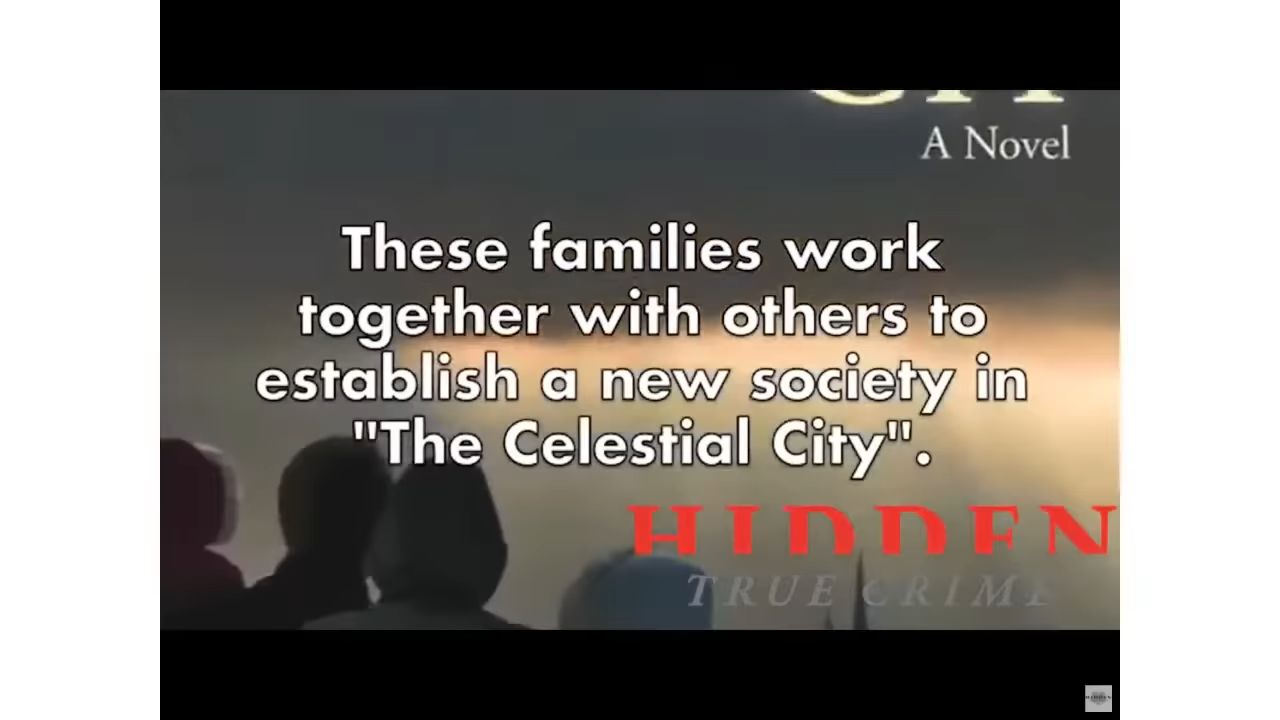 A Novel
These families work
together with others to
establish a new society in
"The Celestial City".
HIDDEN
TRUE CRIME